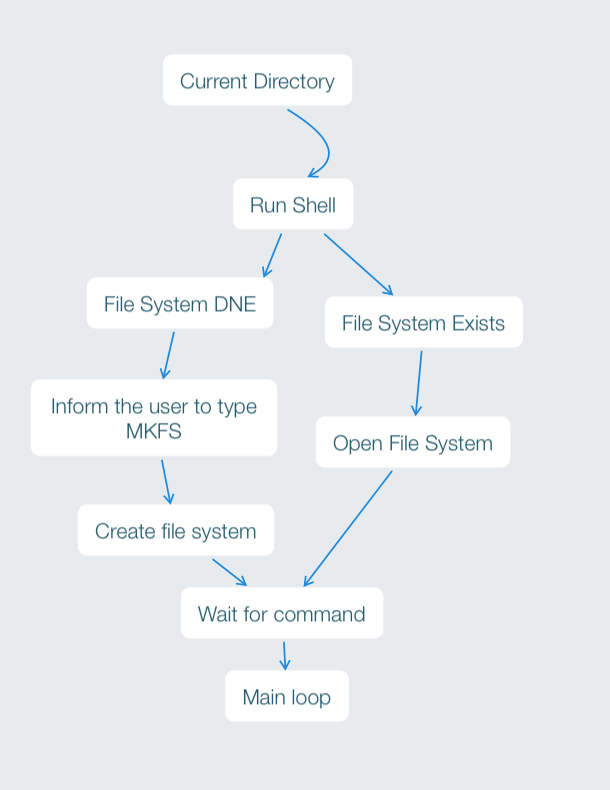 Current Directory
Run Shell
File System DNE
File System Exists
Inform the user to type
MKFS
Open File System
Create file system
Wait for command
Main loop